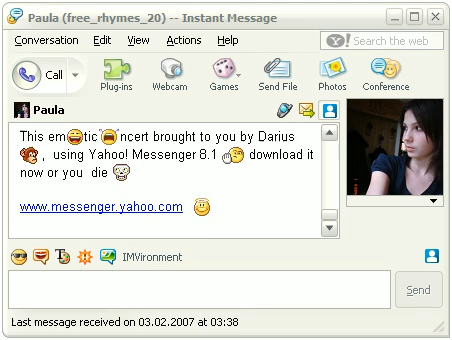 Paula (free_rhymes_20) -- Instant Message
Conversation Edit View Actions Help
Y! Search the web
Call Plug-ins Webcam Games Send File Photos Conference
Paula
This em tic ncert brought to you by Darius
, using Yahoo! Messenger 8.1 download it
now or you die
www.messenger.yahoo.com
IMVironment
Send
Last message received on 03.02.2007 at 03:38